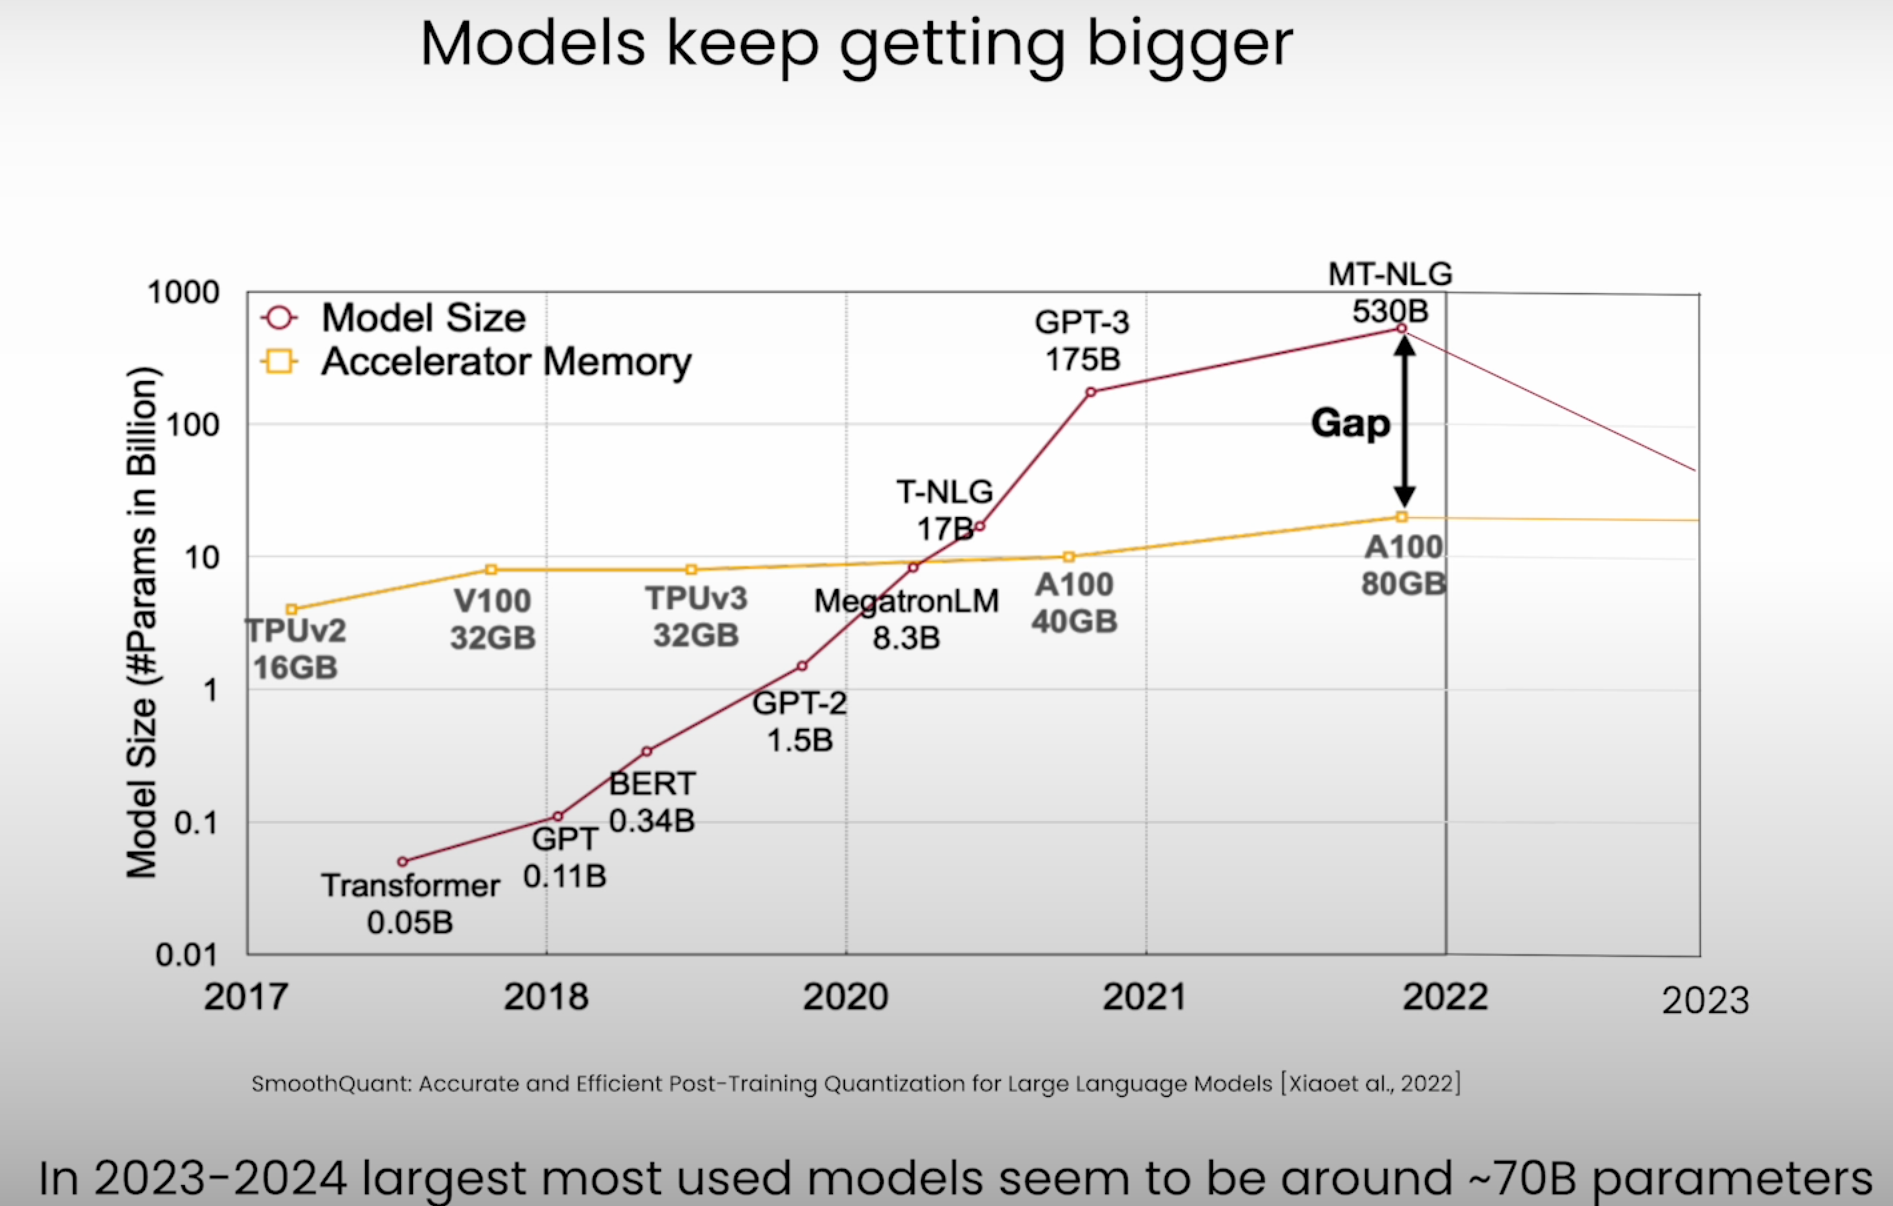 Models keep getting bigger
MT-NLG
530B
1000
Model Size
Accelerator Memory
GPT-3
175B
Model Size (#Params in Billion)
100
Gap
T-NLG
17B
10
A100
80GB
V100
32GB
TPUv3
32GB
MegatronLM
8.3B
A100
40GB
TPUv2
16GB
1
GPT-2
1.5B
BERT
0.34B
0.1
GPT
0.11B
Transformer
0.05B
0.01
2017 2018 2020 2021 2022 2023
SmoothQuant: Accurate and Efficient Post-Training Quantization for Large Language Models [Xiaoet al., 2022]
In 2023-2024 largest most used models seem to be around ~70B parameters